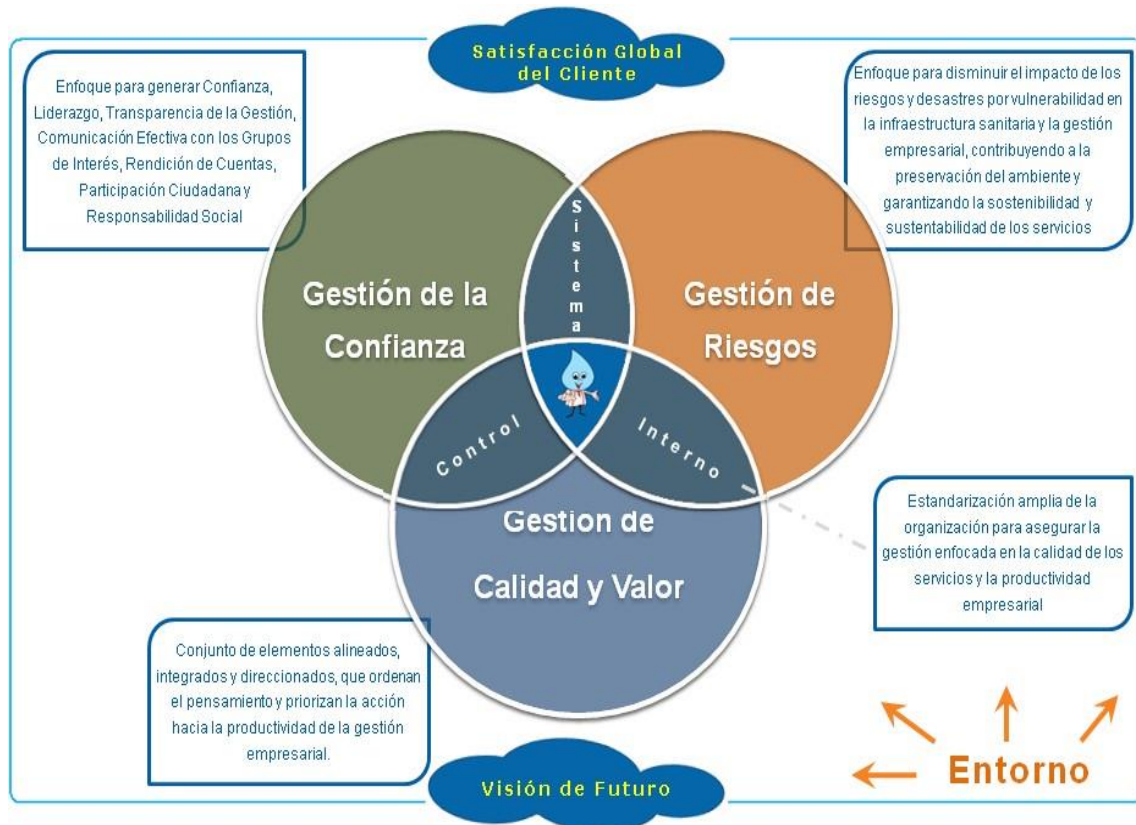 Satisfacción Global
del Cliente
Enfoque para generar Confianza,
Liderazgo, Transparencia de la Gestión,
Comunicación Efectiva con los Grupos
de Interés, Rendición de Cuentas,
Participación Ciudadana y
Responsabilidad Social
Enfoque para disminuir el impacto de los
riesgos y desastres por vulnerabilidad en
la infraestructura sanitaria y la gestión
empresarial, contribuyendo a la
preservación del ambiente y
garantizando la sostenibilidad y
sustentabilidad de los servicios
Gestión de la
Confianza
Sistema
Gestión de
Riesgos
Control
Interno
Gestion de
Calidad y Valor
Estandarización amplia de la
organización para asegurar la
gestión enfocada en la calidad de los
servicios y la productividad
empresarial
Conjunto de elementos alineados,
integrados y direccionados, que ordenan
el pensamiento y priorizan la acción
hacia la productividad de la gestión
empresarial.
Entorno
Visión de Futuro